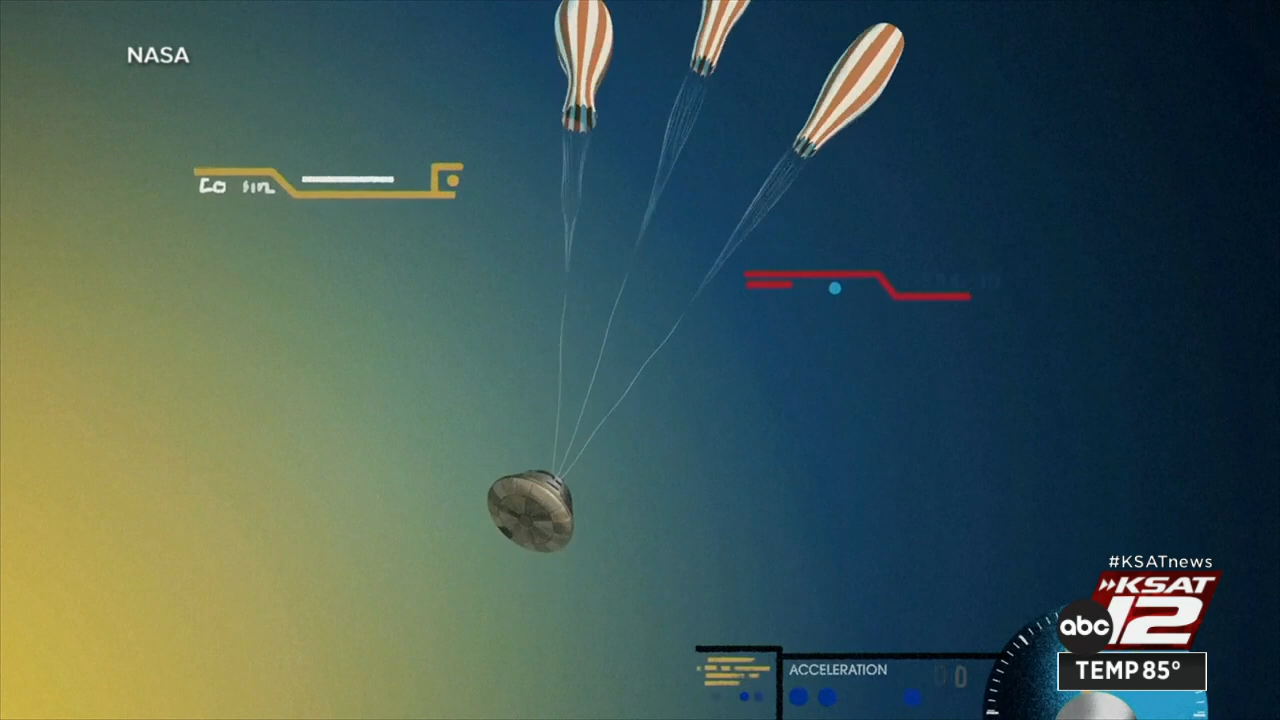 NASA
#KSATnews
KSAT
abc 12
ACCELERATION
TEMP 85°